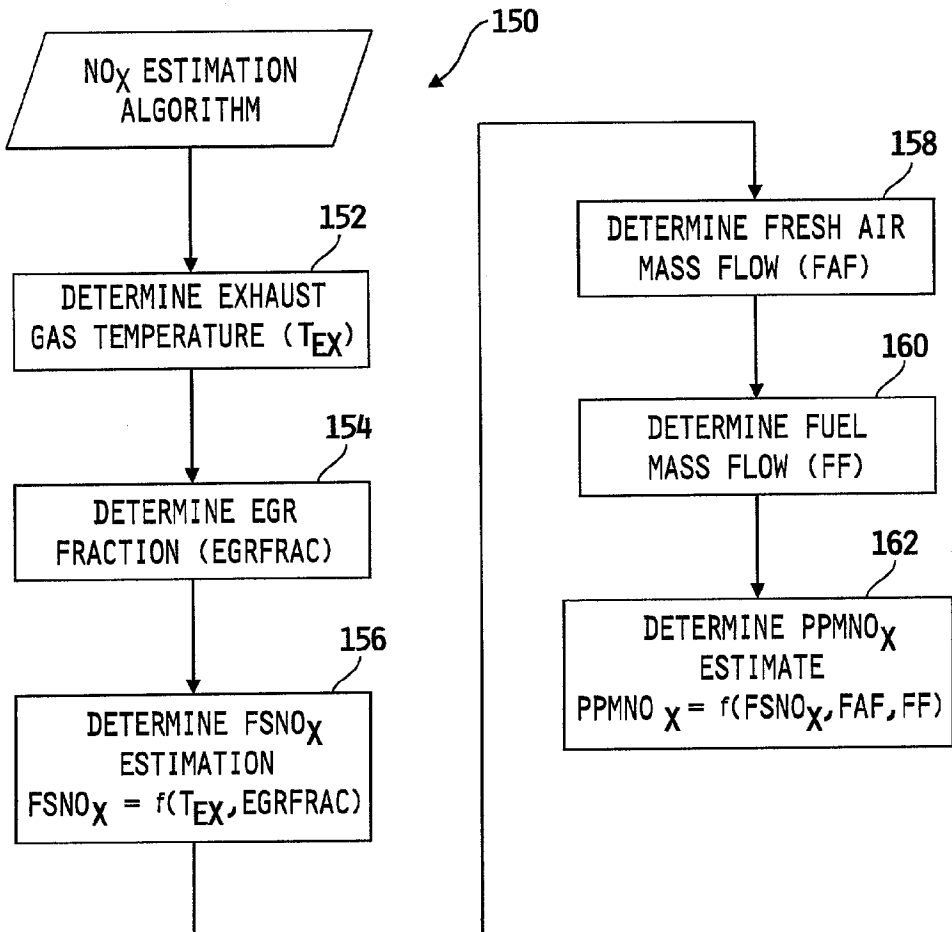 150
NOX ESTIMATION
ALGORITHM
152
DETERMINE EXHAUST
GAS TEMPERATURE (TEX)
154
DETERMINE EGR
FRACTION (EGRFRAC)
156
DETERMINE FSNOX
ESTIMATION
FSNOX = f(TEX,EGRFRAC)
158
DETERMINE FRESH AIR
MASS FLOW (FAF)
160
DETERMINE FUEL
MASS FLOW (FF)
162
DETERMINE PPMNOX
ESTIMATE
PPMNO X = f(FSNOX,FAF,FF)